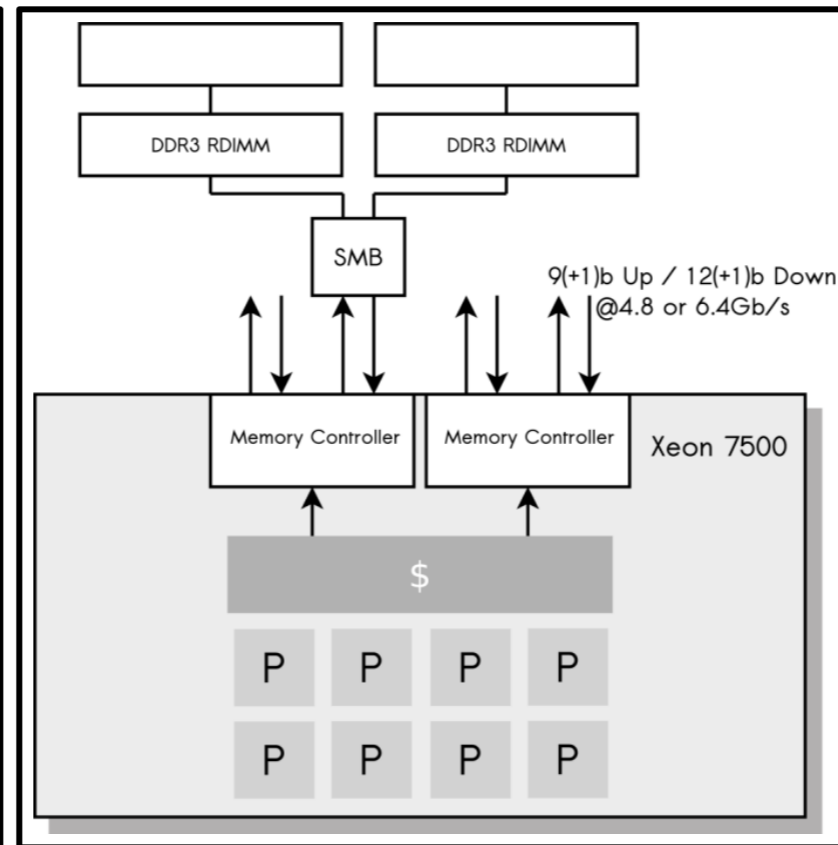 DDR3 RDIMM
DDR3 RDIMM
SMB
9(+1)b Up / 12(+1)b Down
@4.8 or 6.4Gb/s
Memory Controller
Memory Controller
Xeon 7500
$
P P P P
P P P P